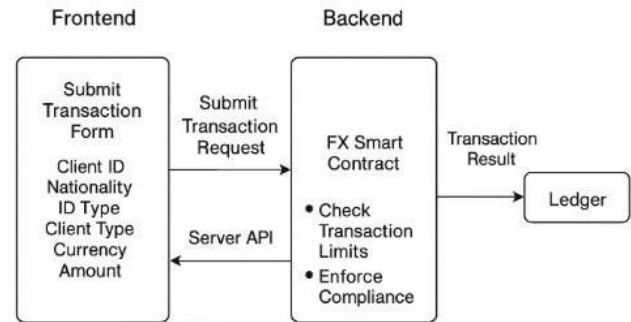 Frontend
Backend
Submit
Transaction
Form
Client ID
Nationality
ID Type
Client Type
Currency
Amount
Submit
Transaction
Request
Server API
FX Smart
Contract
• Check
Transaction
Limits
• Enforce
Compliance
Transaction
Result
Ledger